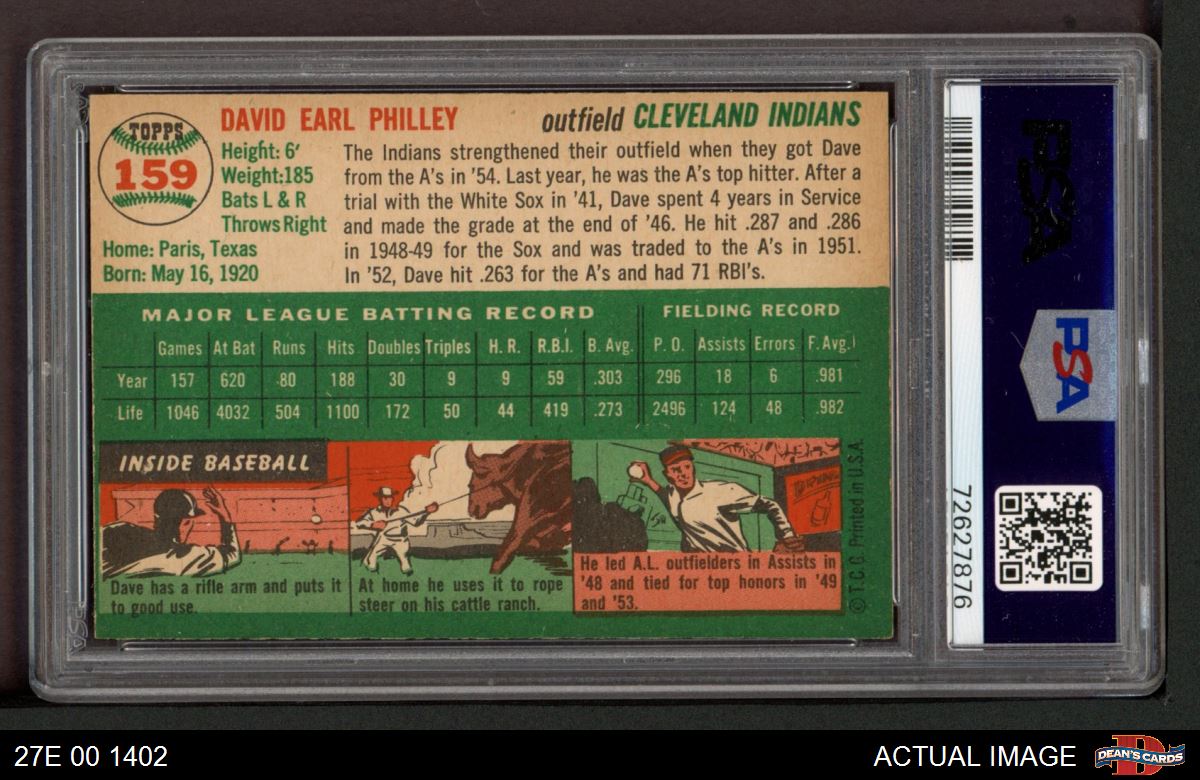 TOPPS
159
DAVID EARL PHILLEY
outfield CLEVELAND INDIANS
Height: 6'
Weight:185
Bats L & R
Throws Right
Home: Paris, Texas
Born: May 16, 1920
The Indians strengthened their outfield when they got Dave
from the A's in '54. Last year, he was the A's top hitter. After a
trial with the White Sox in '41, Dave spent 4 years in Service
and made the grade at the end of '46. He hit .287 and .286
in 1948-49 for the Sox and was traded to the A's in 1951.
In '52, Dave hit .263 for the A's and had 71 RBI's.
MAJOR LEAGUE BATTING RECORD FIELDING RECORD
Games At Bat Runs Hits Doubles Triples H. R. R.B.I. B. Avg. P. O. Assists Errors F. Avg.
Year 157 620 80 188 30 9 9 59 .303 296 18 6 .981
Life 1046 4032 504 1100 172 50 44 419 .273 2496 124 48 .982
INSIDE BASEBALL
Dave has a rifle arm and puts it
to good use.
At home he uses it to rope
steer on his cattle ranch.
He led A.L. outfielders in Assists in
'48 and tied for top honors in '49
and '53.
© T. C. G. Printed in U.S.A.
PSA
PSA
72627876
27E 00 1402
ACTUAL IMAGE
DEAN'S CARDS